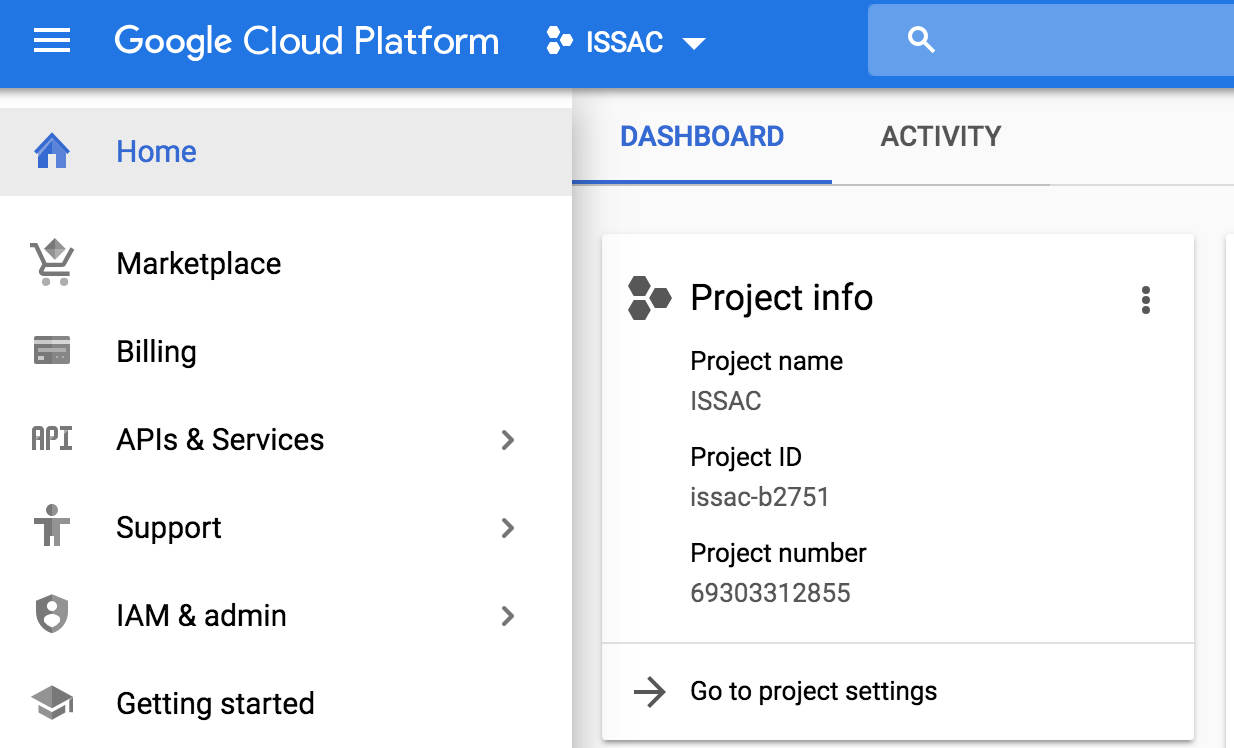 Google Cloud Platform ISSAC
Home
Marketplace
Billing
API APIs & Services
Support
IAM & admin
Getting started
DASHBOARD ACTIVITY
Project info
Project name
ISSAC
Project ID
issac-b2751
Project number
69303312855
Go to project settings